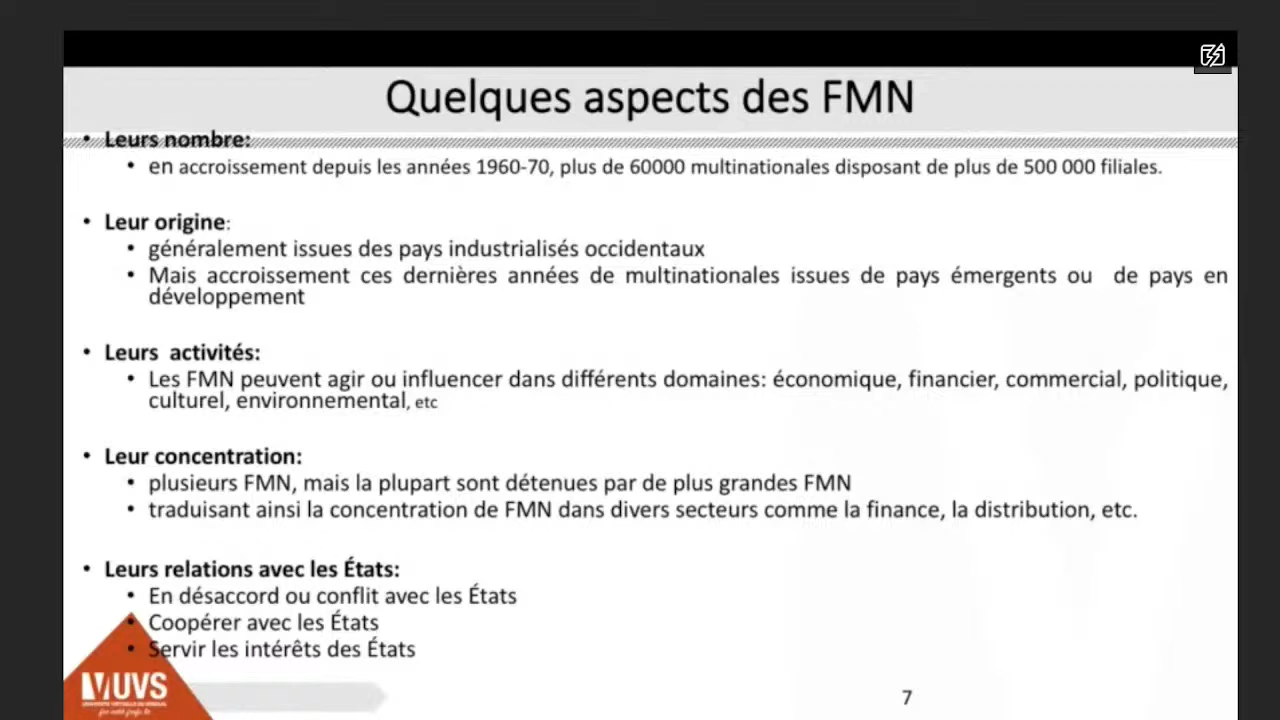 Quelques aspects des FMN
• Leurs nombre:
• en accroissement depuis les années 1960-70, plus de 60000 multinationales disposant de plus de 500 000 filiales.
• Leur origine:
• généralement issues des pays industrialisés occidentaux
• Mais accroissement ces dernières années de multinationales issues de pays émergents ou de pays en
développement
• Leurs activités:
• Les FMN peuvent agir ou influencer dans différents domaines: économique, financier, commercial, politique,
culturel, environnemental, etc
• Leur concentration:
• plusieurs FMN, mais la plupart sont détenues par de plus grandes FMN
• traduisant ainsi la concentration de FMN dans divers secteurs comme la finance, la distribution, etc.
• Leurs relations avec les États:
• En désaccord ou conflit avec les États
• Coopérer avec les États
• Servir les intérêts des États
UVS
7